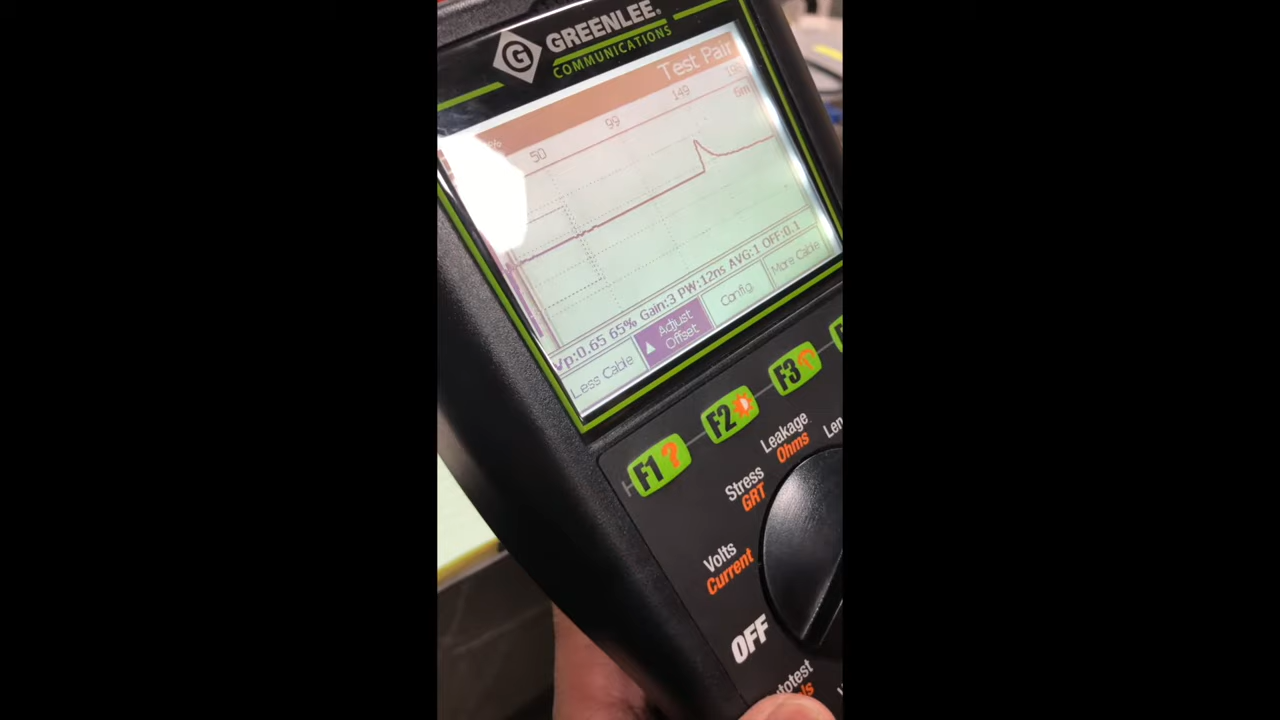 G GREENLEE®
COMMUNICATIONS
Test Pair
50 99 149
6m
Vp:0.65 65% Gain:3 PW:12ns AVG:1 OFF:0.1
Less Cable
Adjust
Offset
Config
More Cable
F1 ?
F2
F3
Leakage
Ohms
Stress
GRT
Volts
Current
OFF